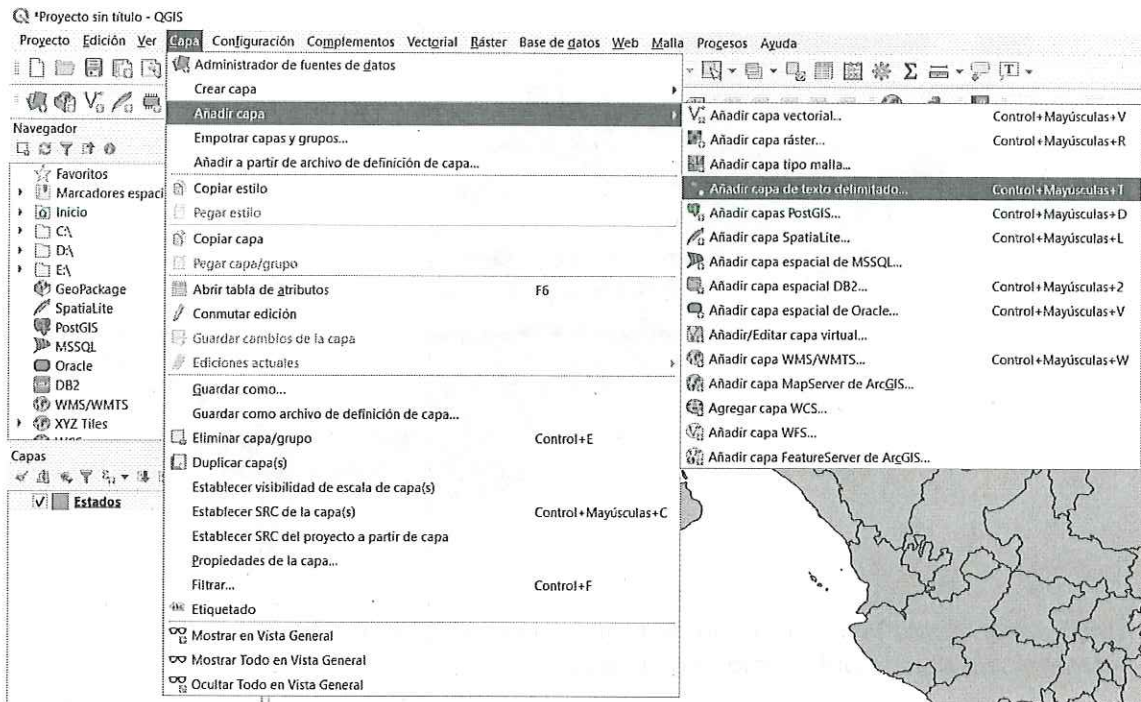 *Proyecto sin título - QGIS
Proyecto Edición Ver Capa Configuración Complementos Vectorial Ráster Base de datos Web Malla Procesos Ayuda
Administrador de fuentes de datos
Crear capa
Añadir capa
Empotrar capas y grupos...
Añadir a partir de archivo de definición de capa...
Copiar estilo
Pegar estilo
Copiar capa
Pegar capa/grupo
Abrir tabla de atributos F6
Conmutar edición
Guardar cambios de la capa
Ediciones actuales
Guardar como...
Guardar como archivo de definición de capa...
Eliminar capa/grupo Control+E
Duplicar capa(s)
Establecer visibilidad de escala de capa(s)
Establecer SRC de la capa(s) Control+Mayúsculas+C
Establecer SRC del proyecto a partir de capa
Propiedades de la capa...
Filtrar... Control+F
Etiquetado
Mostrar en Vista General
Mostrar Todo en Vista General
Ocultar Todo en Vista General
Añadir capa vectorial... Control+Mayúsculas+V
Añadir capa ráster... Control+Mayúsculas+R
Añadir capa tipo malla...
Añadir capa de texto delimitado... Control+Mayúsculas+T
Añadir capas PostGIS... Control+Mayúsculas+D
Añadir capa SpatiaLite... Control+Mayúsculas+L
Añadir capa espacial de MSSQL...
Añadir capa espacial DB2... Control+Mayúsculas+2
Añadir capa espacial de Oracle... Control+Mayúsculas+V
Añadir/Editar capa virtual...
Añadir capa WMS/WMTS... Control+Mayúsculas+W
Añadir capa MapServer de ArcGIS...
Agregar capa WCS...
Añadir capa WFS...
Añadir capa FeatureServer de ArcGIS...
Navegador
Favoritos
Marcadores espaci
Inicio
C:\
D:\
E:\
GeoPackage
SpatiaLite
PostGIS
MSSQL
Oracle
DB2
WMS/WMTS
XYZ Tiles
Capas
Estados